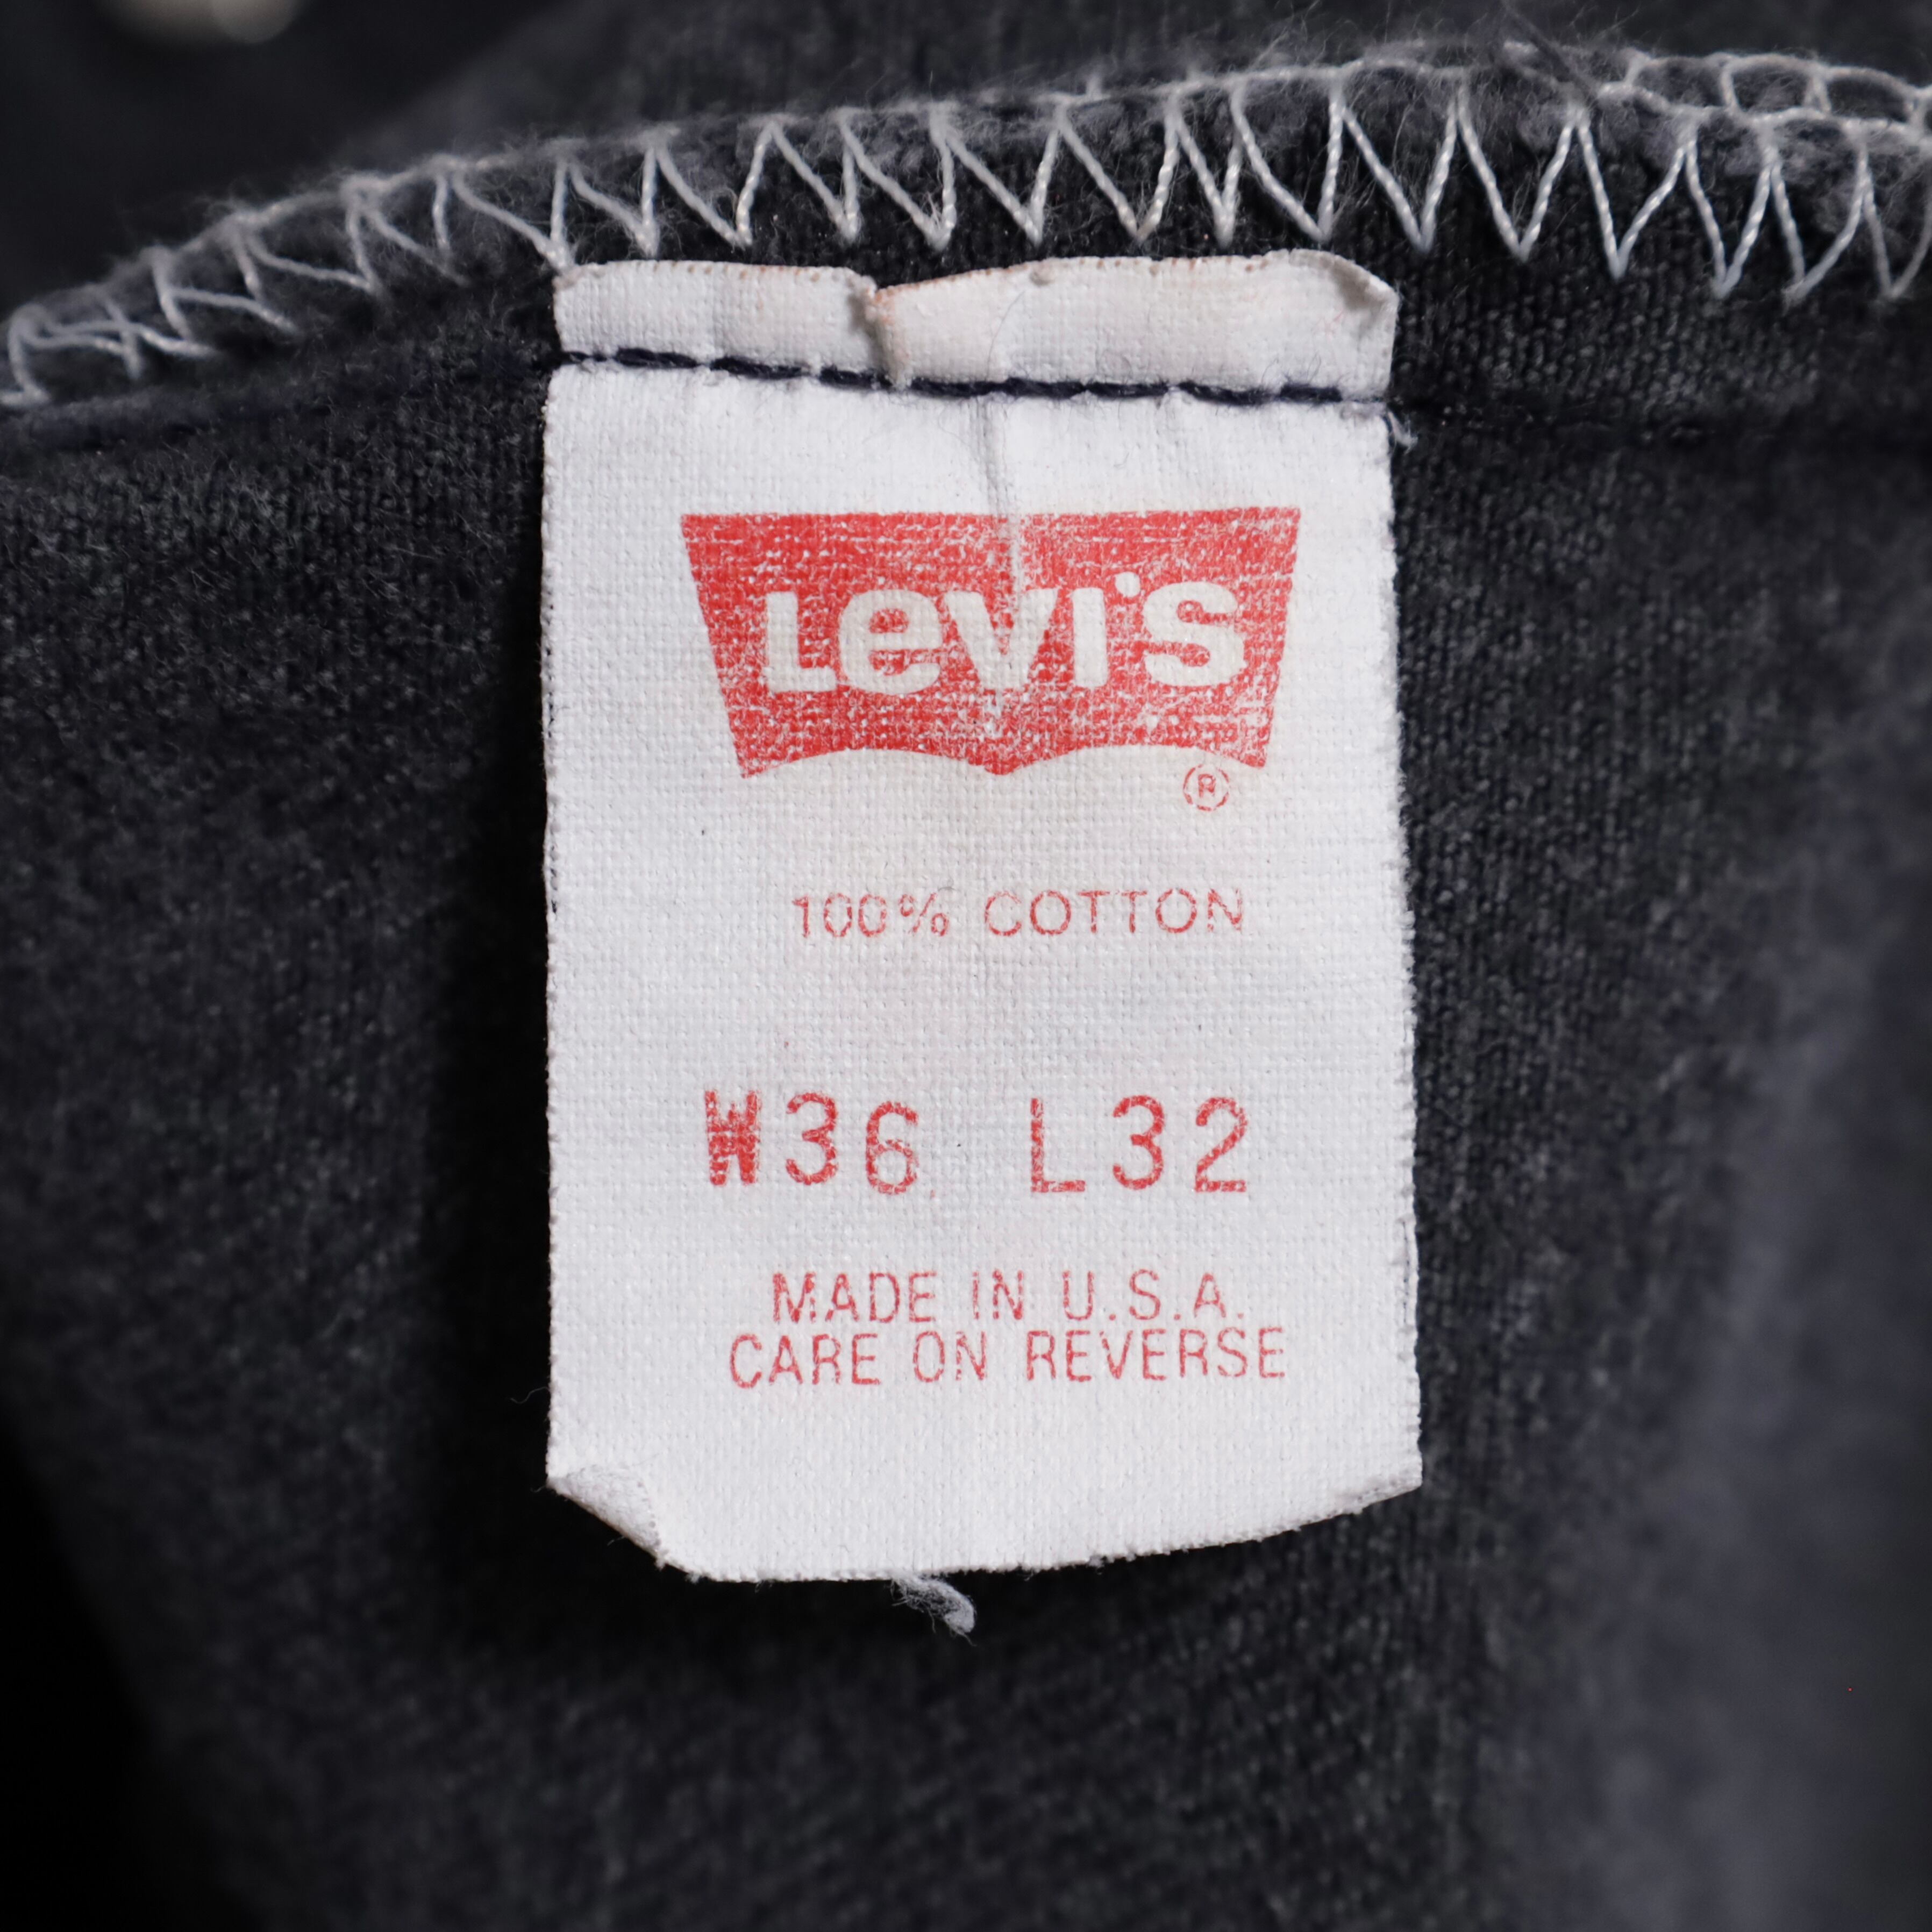 Levi's
®
100% COTTON
W36 L32
MADE IN U.S.A.
CARE ON REVERSE